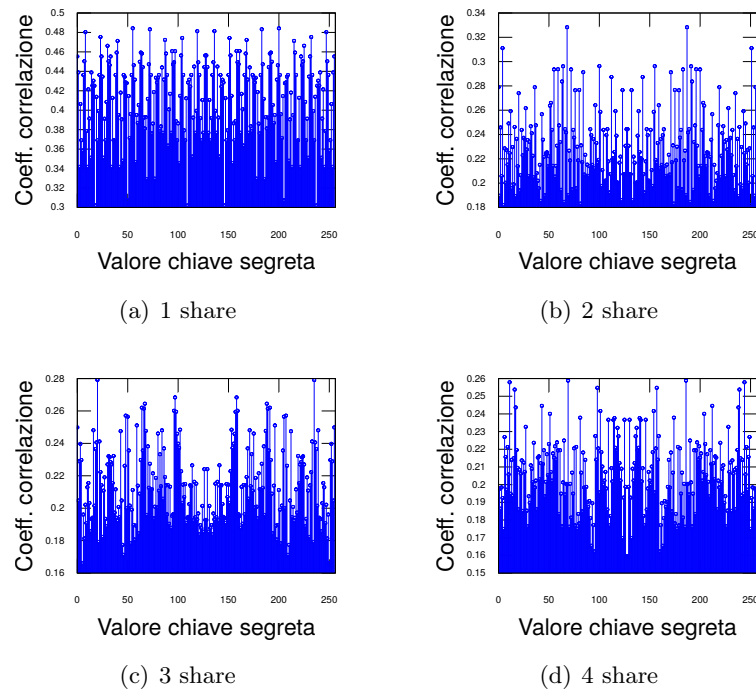 0.5
0.48
0.46
0.44
0.42
0.4
0.38
0.36
0.34
0.32
0.3
Coeff. correlazione
0 50 100 150 200 250
Valore chiave segreta
(a) 1 share
0.34
0.32
0.3
0.28
0.26
0.24
0.22
0.2
0.18
Coeff. correlazione
0 50 100 150 200 250
Valore chiave segreta
(b) 2 share
0.28
0.26
0.24
0.22
0.2
0.18
0.16
Coeff. correlazione
0 50 100 150 200 250
Valore chiave segreta
(c) 3 share
0.26
0.25
0.24
0.23
0.22
0.21
0.2
0.19
0.18
0.17
0.16
0.15
Coeff. correlazione
0 50 100 150 200 250
Valore chiave segreta
(d) 4 share